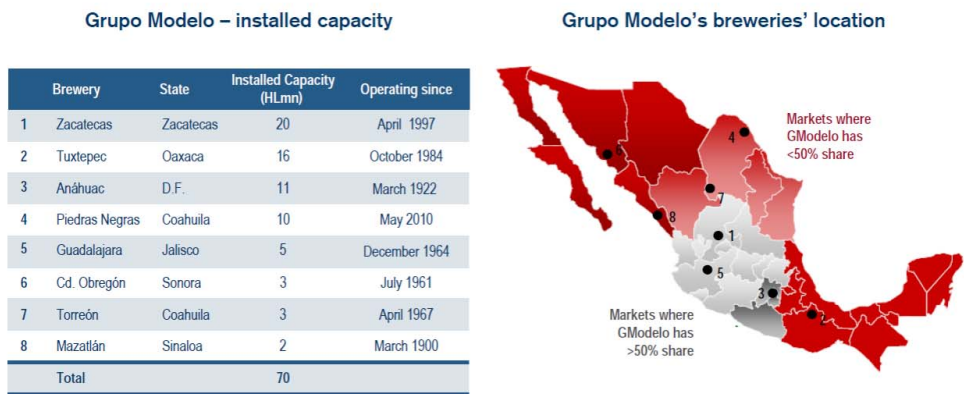 Grupo Modelo – installed capacity
Brewery State Installed Capacity (HLmn) Operating since
1 Zacatecas Zacatecas 20 April 1997
2 Tuxtepec Oaxaca 16 October 1984
3 Anáhuac D.F. 11 March 1922
4 Piedras Negras Coahuila 10 May 2010
5 Guadalajara Jalisco 5 December 1964
6 Cd. Obregón Sonora 3 July 1961
7 Torreón Coahuila 3 April 1967
8 Mazatlán Sinaloa 2 March 1900
Total 70
Grupo Modelo's breweries' location
Markets where
GModelo has
<50% share
4
6
7
8
1
5
3
2
Markets where
GModelo has
>50% share